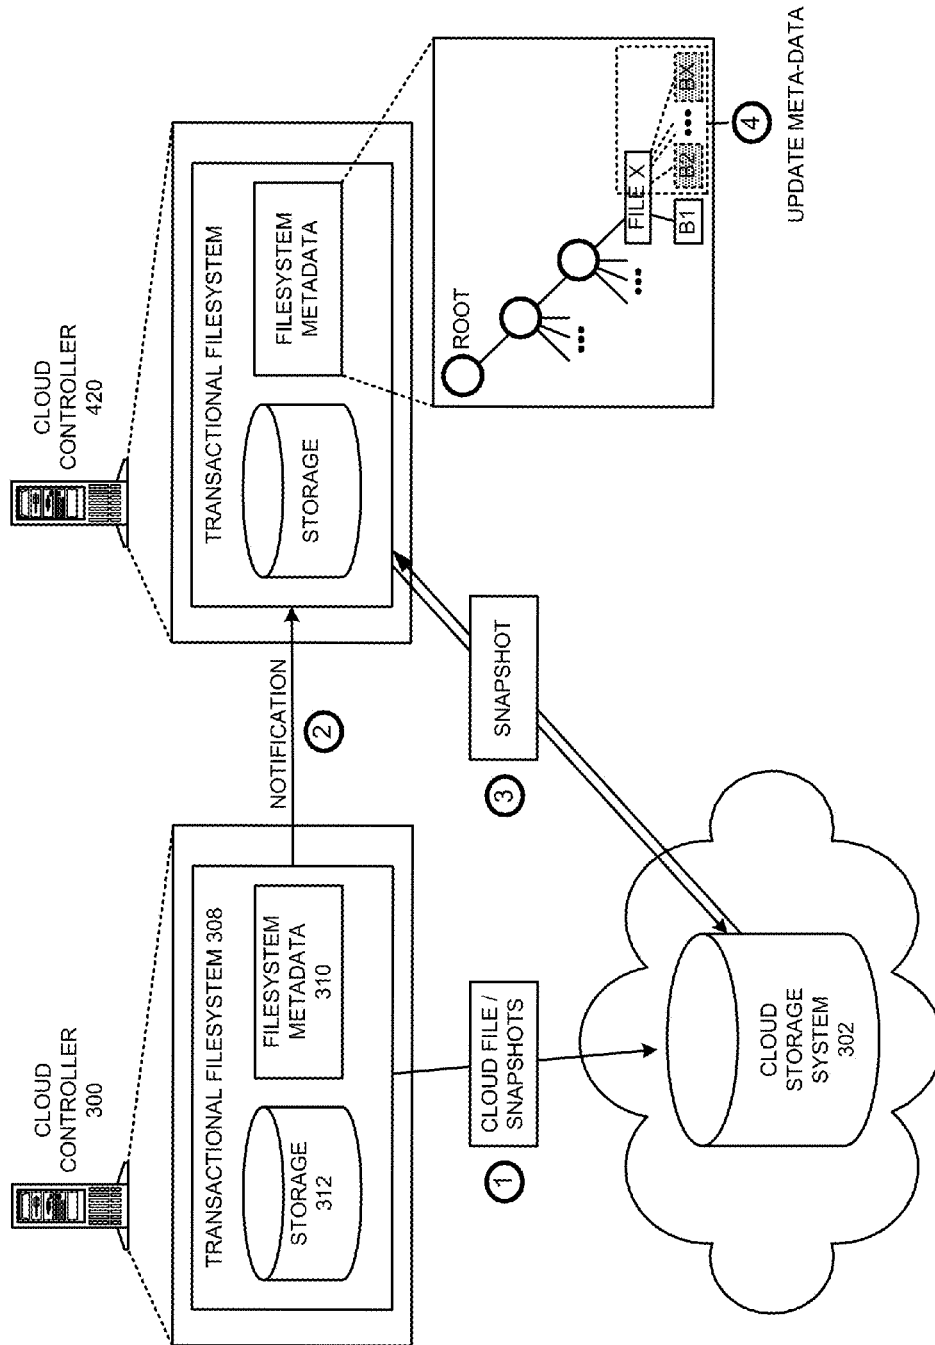 CLOUD
CONTROLLER
300
TRANSACTIONAL FILESYSTEM 308
STORAGE
312
FILESYSTEM
METADATA
310
NOTIFICATION
2
CLOUD
CONTROLLER
420
TRANSACTIONAL FILESYSTEM
STORAGE
FILESYSTEM
METADATA
1
CLOUD FILE /
SNAPSHOTS
3
SNAPSHOT
CLOUD
STORAGE
SYSTEM
302
ROOT
FILE X
B1
B2
BX
4
UPDATE META-DATA